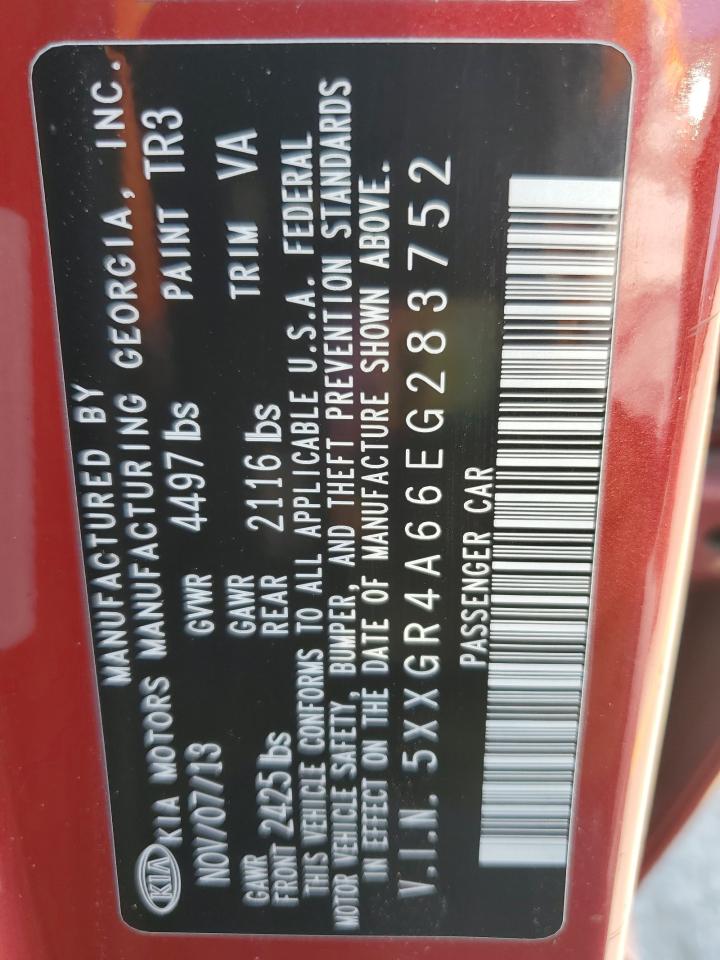 MANUFACTURED BY
KIA KIA MOTORS MANUFACTURING GEORGIA, INC.
NOV/07/13 GVWR 4497 lbs PAINT TR3
GAWR FRONT 2425 lbs GAWR REAR 2116 lbs TRIM VA
THIS VEHICLE CONFORMS TO ALL APPLICABLE U.S.A. FEDERAL
MOTOR VEHICLE SAFETY, BUMPER, AND THEFT PREVENTION STANDARDS
IN EFFECT ON THE DATE OF MANUFACTURE SHOWN ABOVE.
V.I.N. 5XXGR4A66EG283752
PASSENGER CAR